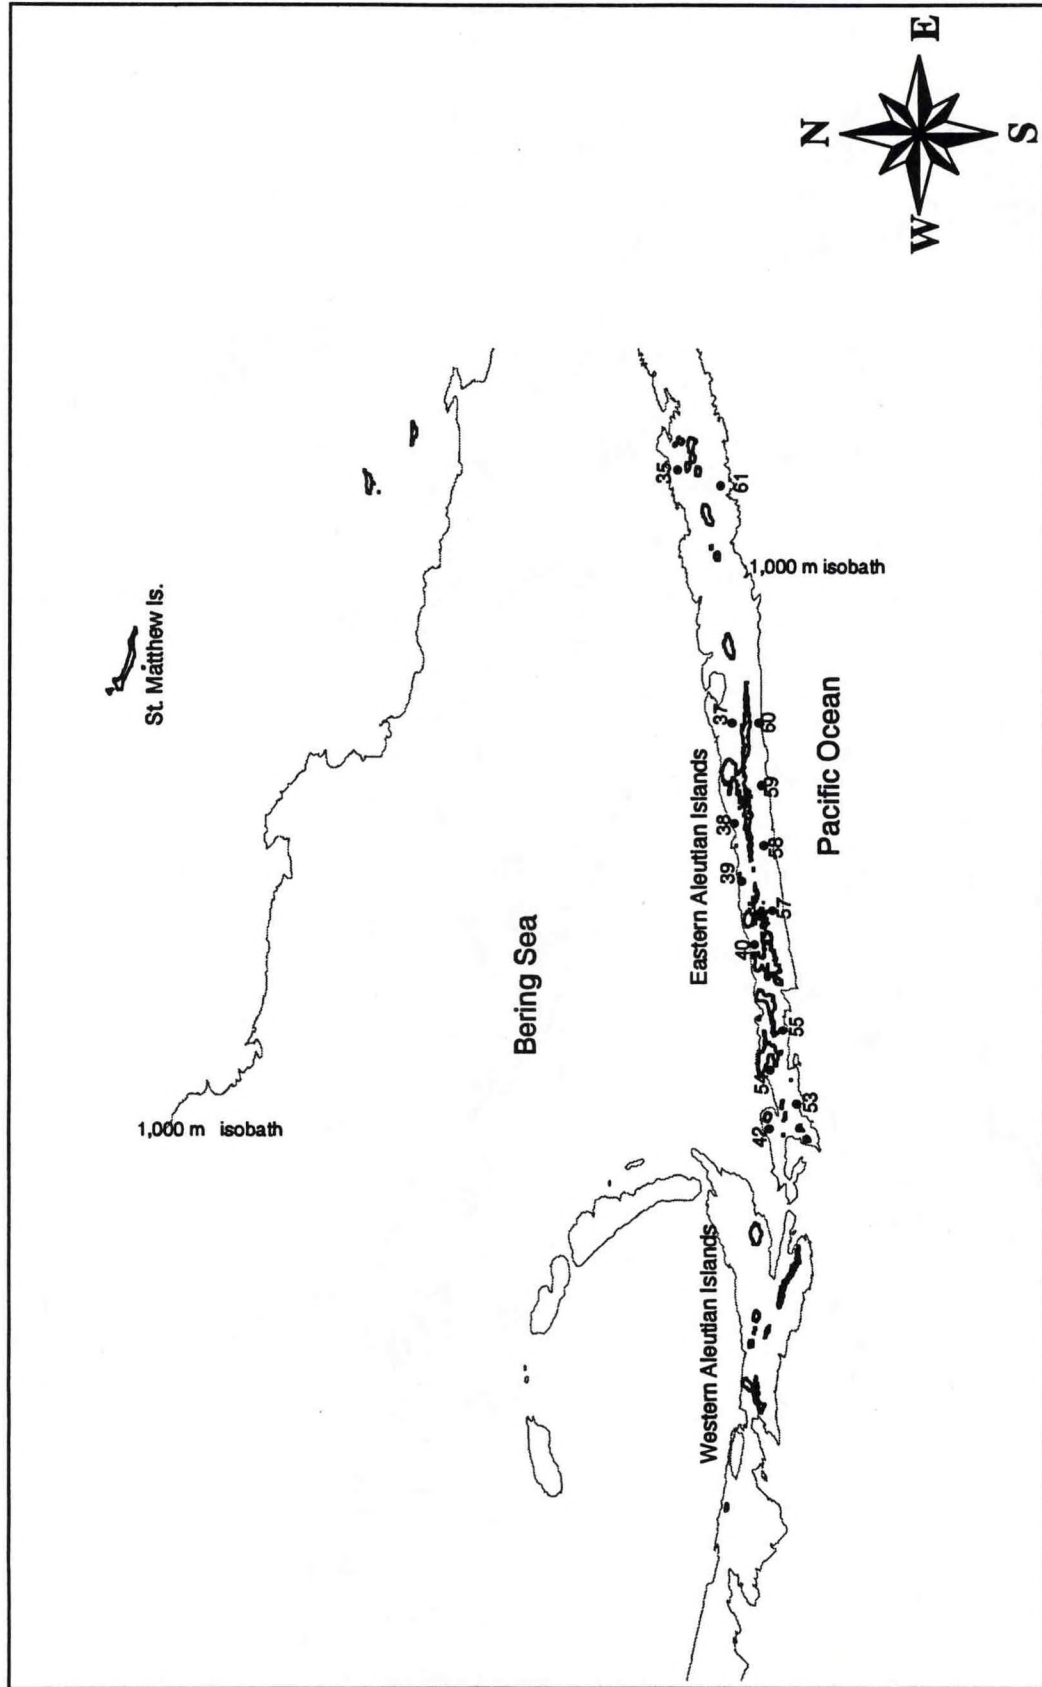 N
W E
S
St. Matthew Is.
1,000 m isobath
Bering Sea
35
61
1,000 m isobath
37
60
Eastern Aleutian Islands
38
59
39
58
40
57
Pacific Ocean
54
55
42
53
Western Aleutian Islands